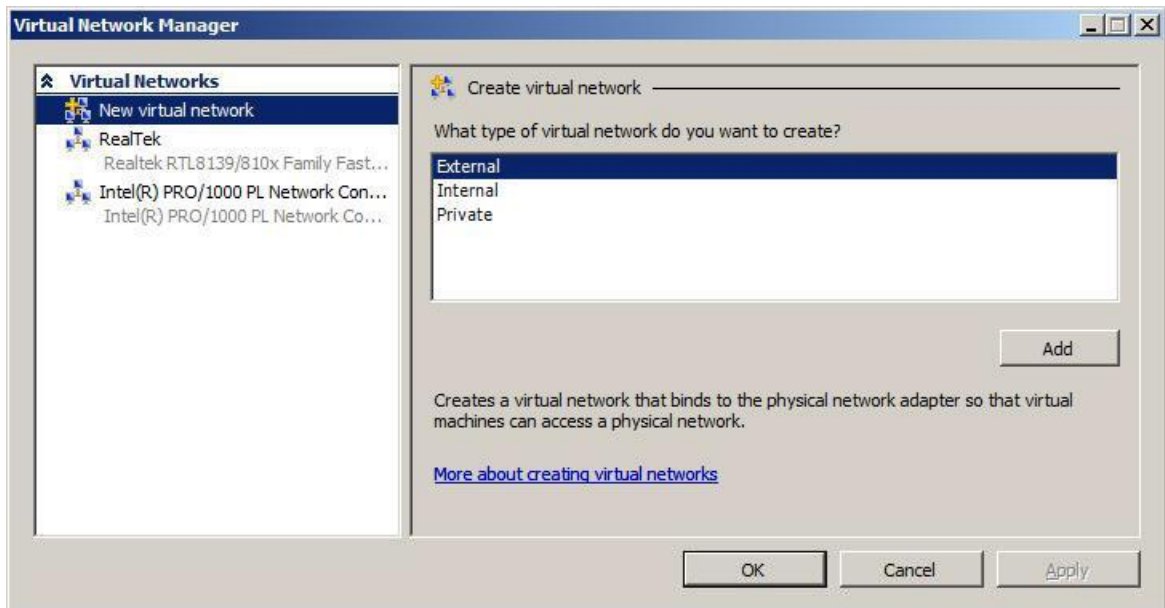 Virtual Network Manager
Virtual Networks
New virtual network
RealTek
Realtek RTL8139/810x Family Fast...
Intel(R) PRO/1000 PL Network Con...
Intel(R) PRO/1000 PL Network Co...
Create virtual network
What type of virtual network do you want to create?
External
Internal
Private
Add
Creates a virtual network that binds to the physical network adapter so that virtual
machines can access a physical network.
More about creating virtual networks
OK
Cancel
Apply